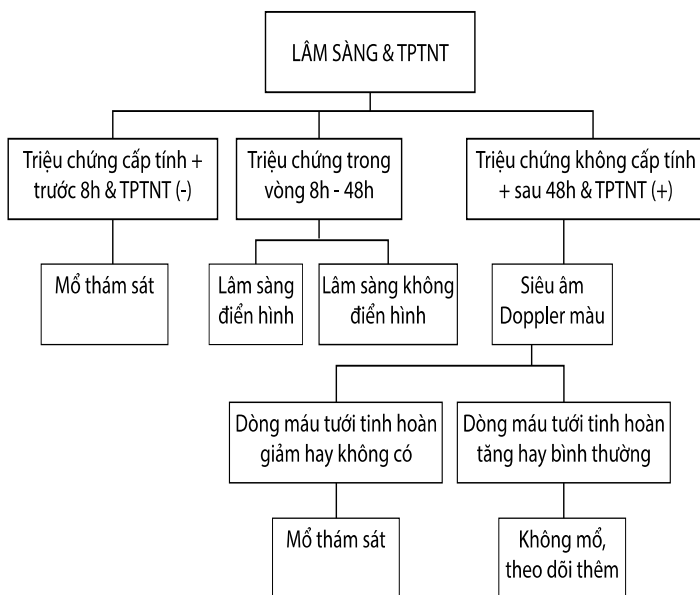 LÂM SÀNG & TPTNT
Triệu chứng cấp tính +
trước 8h & TPTNT (-)
Triệu chứng trong
vòng 8h - 48h
Triệu chứng không cấp tính
+ sau 48h & TPTNT (+)
Mổ thám sát
Lâm sàng
điển hình
Lâm sàng không
điển hình
Siêu âm
Doppler màu
Dòng máu tưới tinh hoàn
giảm hay không có
Dòng máu tưới tinh hoàn
tăng hay bình thường
Mổ thám sát
Không mổ,
theo dõi thêm